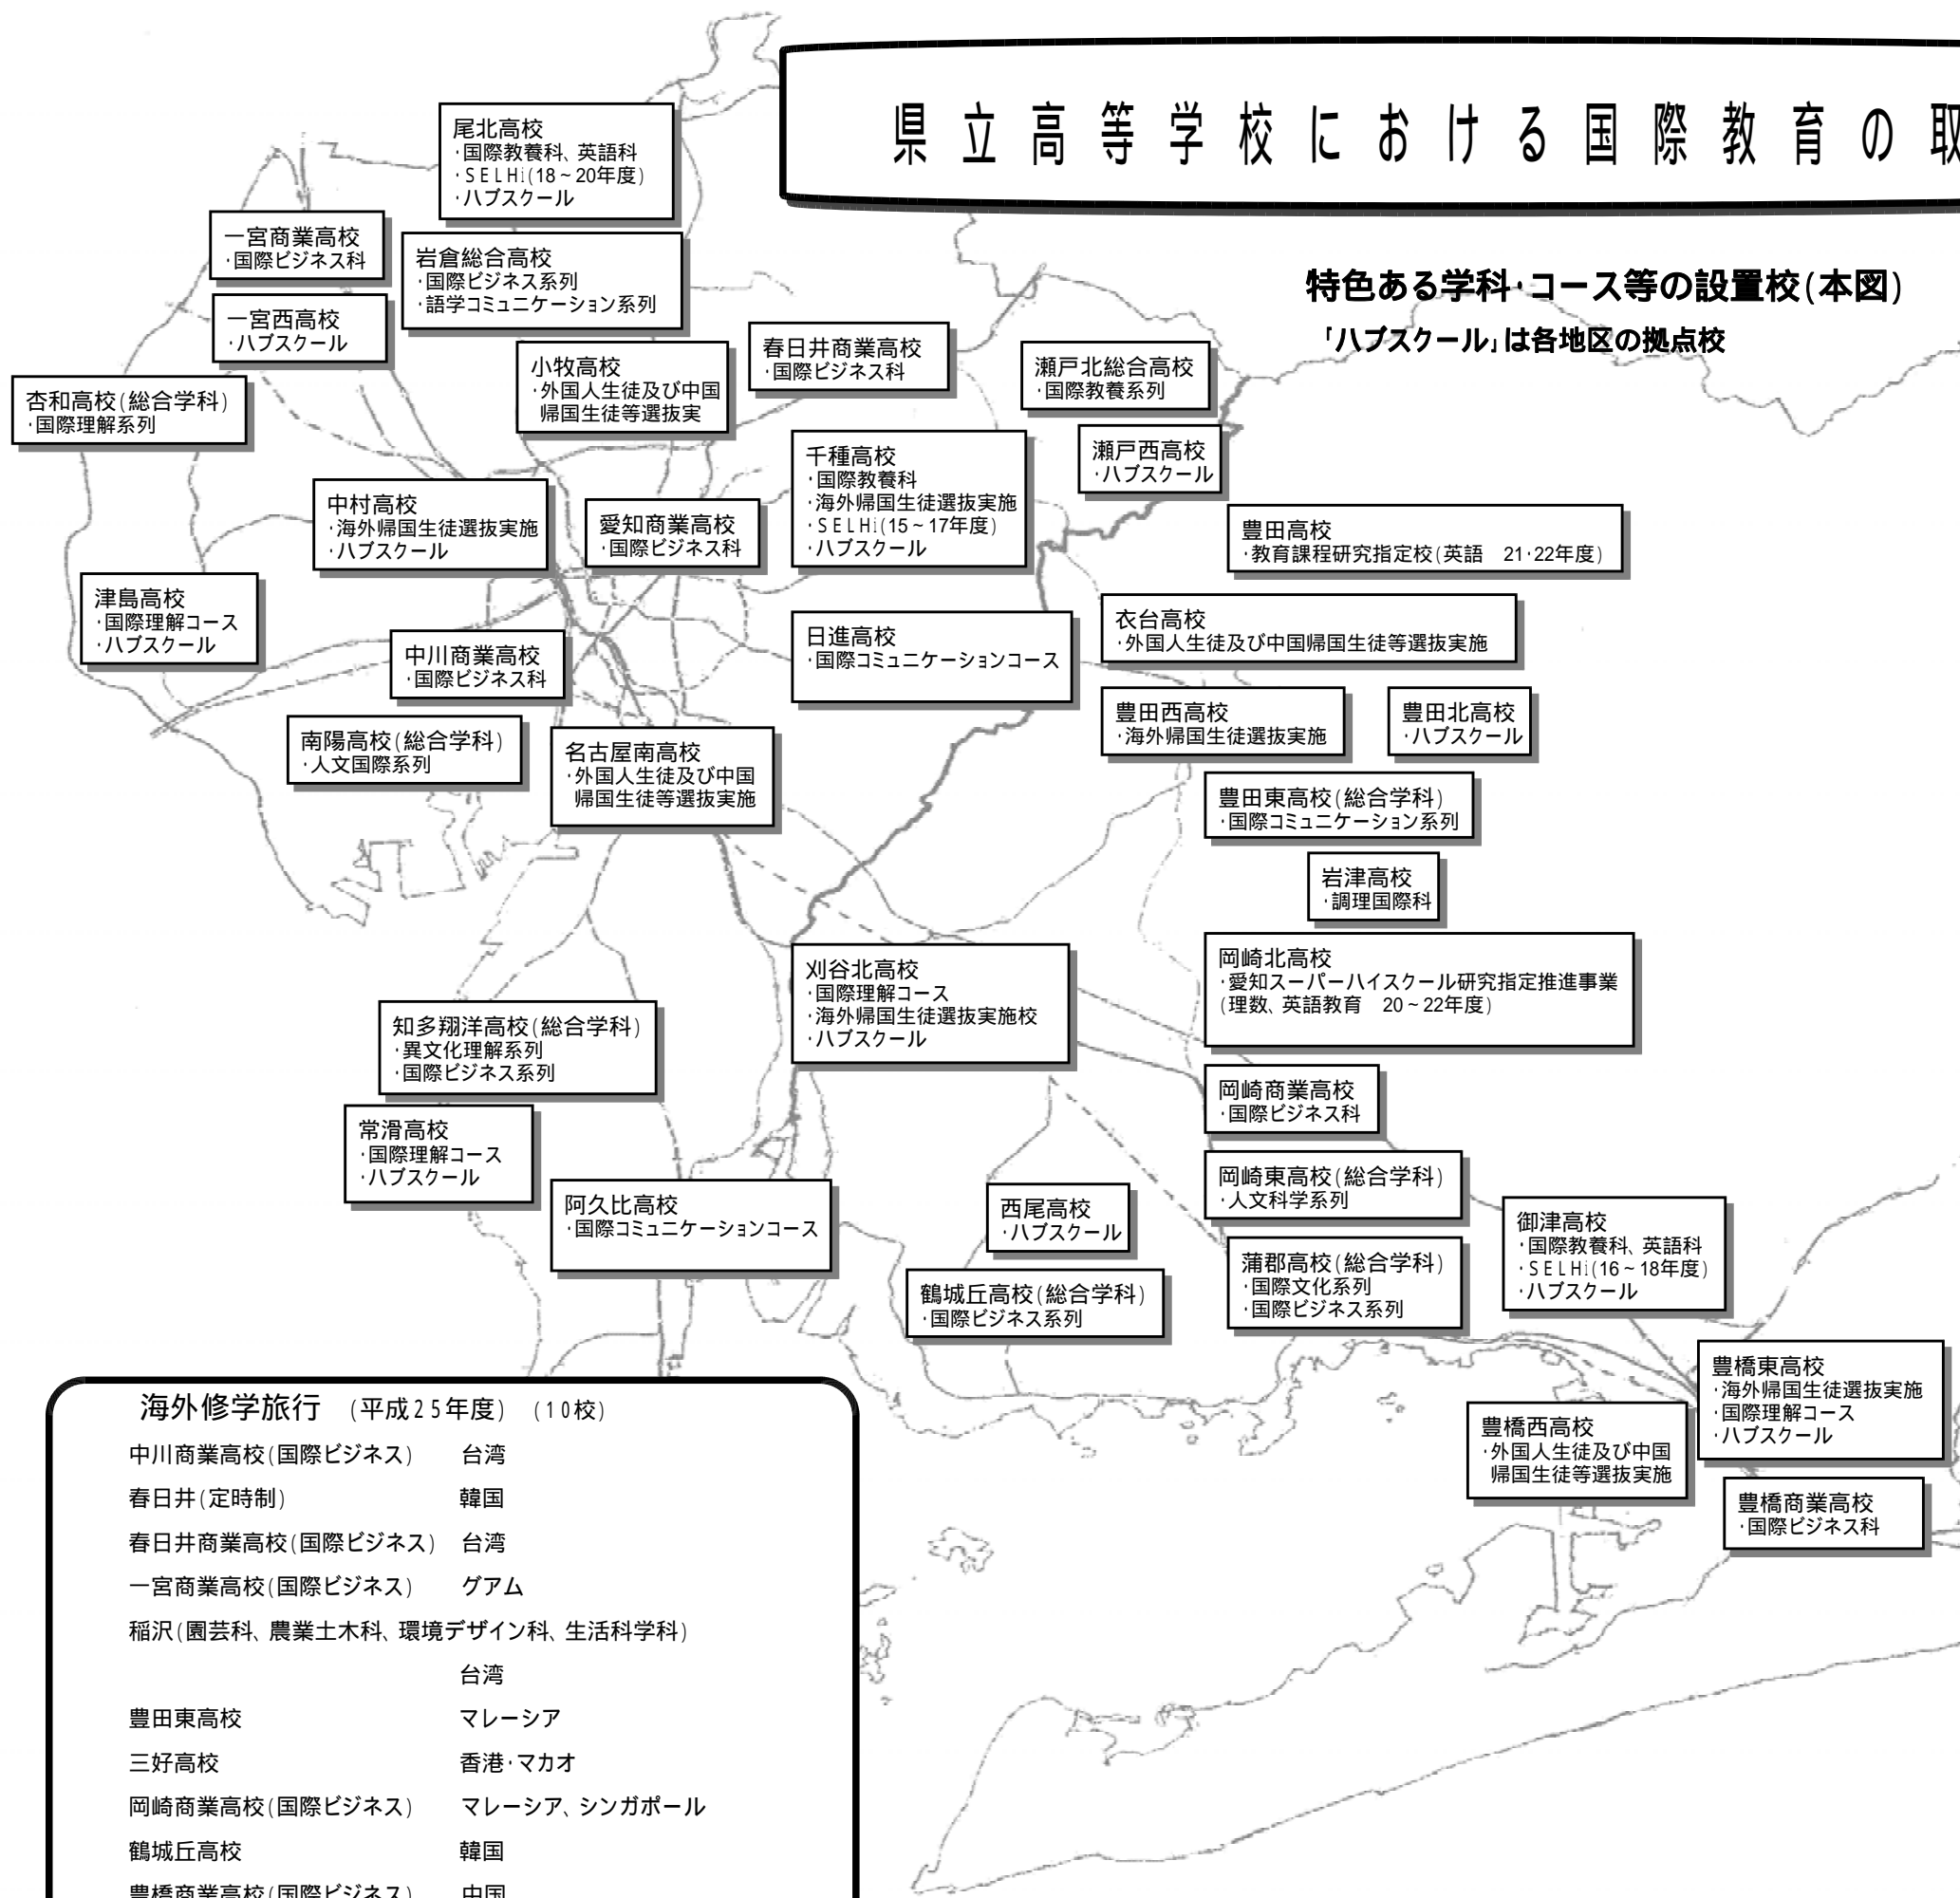 県立高等学校における国際教育の取
特色ある学科・コース等の設置校(本図)
「ハブスクール」は各地区の拠点校
尾北高校
・国際教養科、英語科
・SELHi(18~20年度)
・ハブスクール
一宮商業高校
・国際ビジネス科
岩倉総合高校
・国際ビジネス系列
・語学コミュニケーション系列
一宮西高校
・ハブスクール
小牧高校
・外国人生徒及び中国
帰国生徒等選抜実
春日井商業高校
・国際ビジネス科
瀬戸北総合高校
・国際教養系列
杏和高校(総合学科)
・国際理解系列
千種高校
・国際教養科
・海外帰国生徒選抜実施
・SELHi(15~17年度)
・ハブスクール
瀬戸西高校
・ハブスクール
中村高校
・海外帰国生徒選抜実施
・ハブスクール
愛知商業高校
・国際ビジネス科
豊田高校
・教育課程研究指定校(英語　21・22年度)
津島高校
・国際理解コース
・ハブスクール
衣台高校
・外国人生徒及び中国帰国生徒等選抜実施
日進高校
・国際コミュニケーションコース
中川商業高校
・国際ビジネス科
豊田西高校
・海外帰国生徒選抜実施
豊田北高校
・ハブスクール
南陽高校(総合学科)
・人文国際系列
名古屋南高校
・外国人生徒及び中国
帰国生徒等選抜実施
豊田東高校(総合学科)
・国際コミュニケーション系列
岩津高校
・調理国際科
刈谷北高校
・国際理解コース
・海外帰国生徒選抜実施校
・ハブスクール
岡崎北高校
・愛知スーパーハイスクール研究指定推進事業
(理数、英語教育　20~22年度)
知多翔洋高校(総合学科)
・異文化理解系列
・国際ビジネス系列
岡崎商業高校
・国際ビジネス科
常滑高校
・国際理解コース
・ハブスクール
岡崎東高校(総合学科)
・人文科学系列
阿久比高校
・国際コミュニケーションコース
西尾高校
・ハブスクール
御津高校
・国際教養科、英語科
・SELHi(16~18年度)
・ハブスクール
蒲郡高校(総合学科)
・国際文化系列
・国際ビジネス系列
鶴城丘高校(総合学科)
・国際ビジネス系列
豊橋東高校
・海外帰国生徒選抜実施
・国際理解コース
・ハブスクール
豊橋西高校
・外国人生徒及び中国
帰国生徒等選抜実施
豊橋商業高校
・国際ビジネス科
海外修学旅行　(平成25年度)　(10校)
中川商業高校(国際ビジネス)　台湾
春日井(定時制)　韓国
春日井商業高校(国際ビジネス)　台湾
一宮商業高校(国際ビジネス)　グアム
稲沢(園芸科、農業土木科、環境デザイン科、生活科学科)
台湾
豊田東高校　マレーシア
三好高校　香港・マカオ
岡崎商業高校(国際ビジネス)　マレーシア、シンガポール
鶴城丘高校　韓国
豊橋商業高校(国際ビジネス)　中国